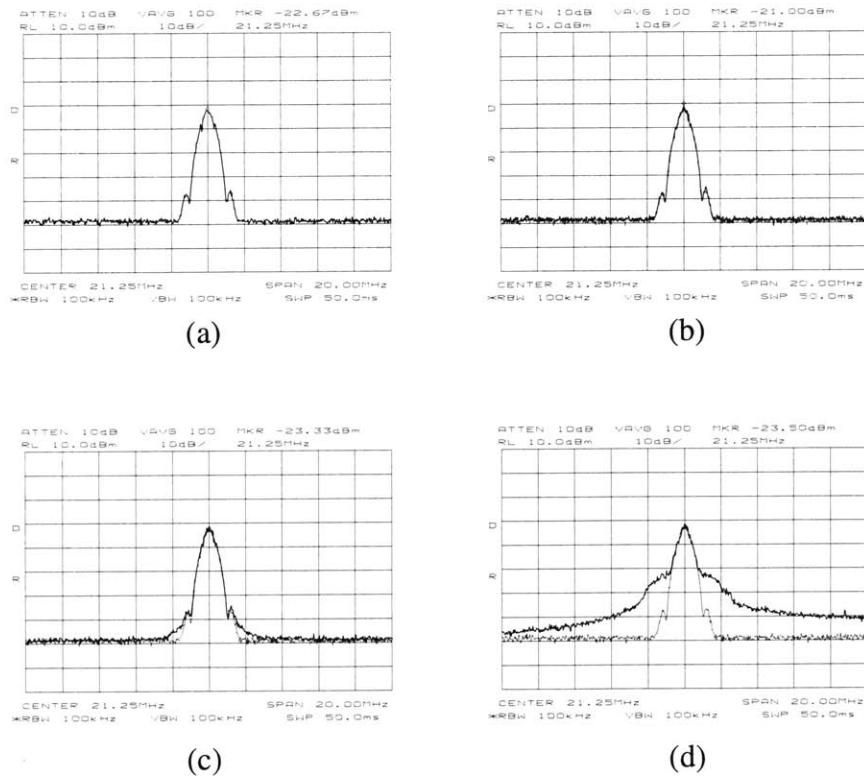 ATTEN 10dB VAVG 100 MKR -22.67dBm
RL 10.0dBm 10dB/ 21.25MHz
D
R
CENTER 21.25MHz SPAN 20.00MHz
*RBW 100kHz VBW 100kHz SWP 50.0ms
(a)
ATTEN 10dB VAVG 100 MKR -21.00dBm
RL 10.0dBm 10dB/ 21.25MHz
D
R
CENTER 21.25MHz SPAN 20.00MHz
*RBW 100kHz VBW 100kHz SWP 50.0ms
(b)
ATTEN 10dB VAVG 100 MKR -23.33dBm
RL 10.0dBm 10dB/ 21.25MHz
D
R
CENTER 21.25MHz SPAN 20.00MHz
*RBW 100kHz VBW 100kHz SWP 50.0ms
(c)
ATTEN 10dB VAVG 100 MKR -23.50dBm
RL 10.0dBm 10dB/ 21.25MHz
D
R
CENTER 21.25MHz SPAN 20.00MHz
*RBW 100kHz VBW 100kHz SWP 50.0ms
(d)